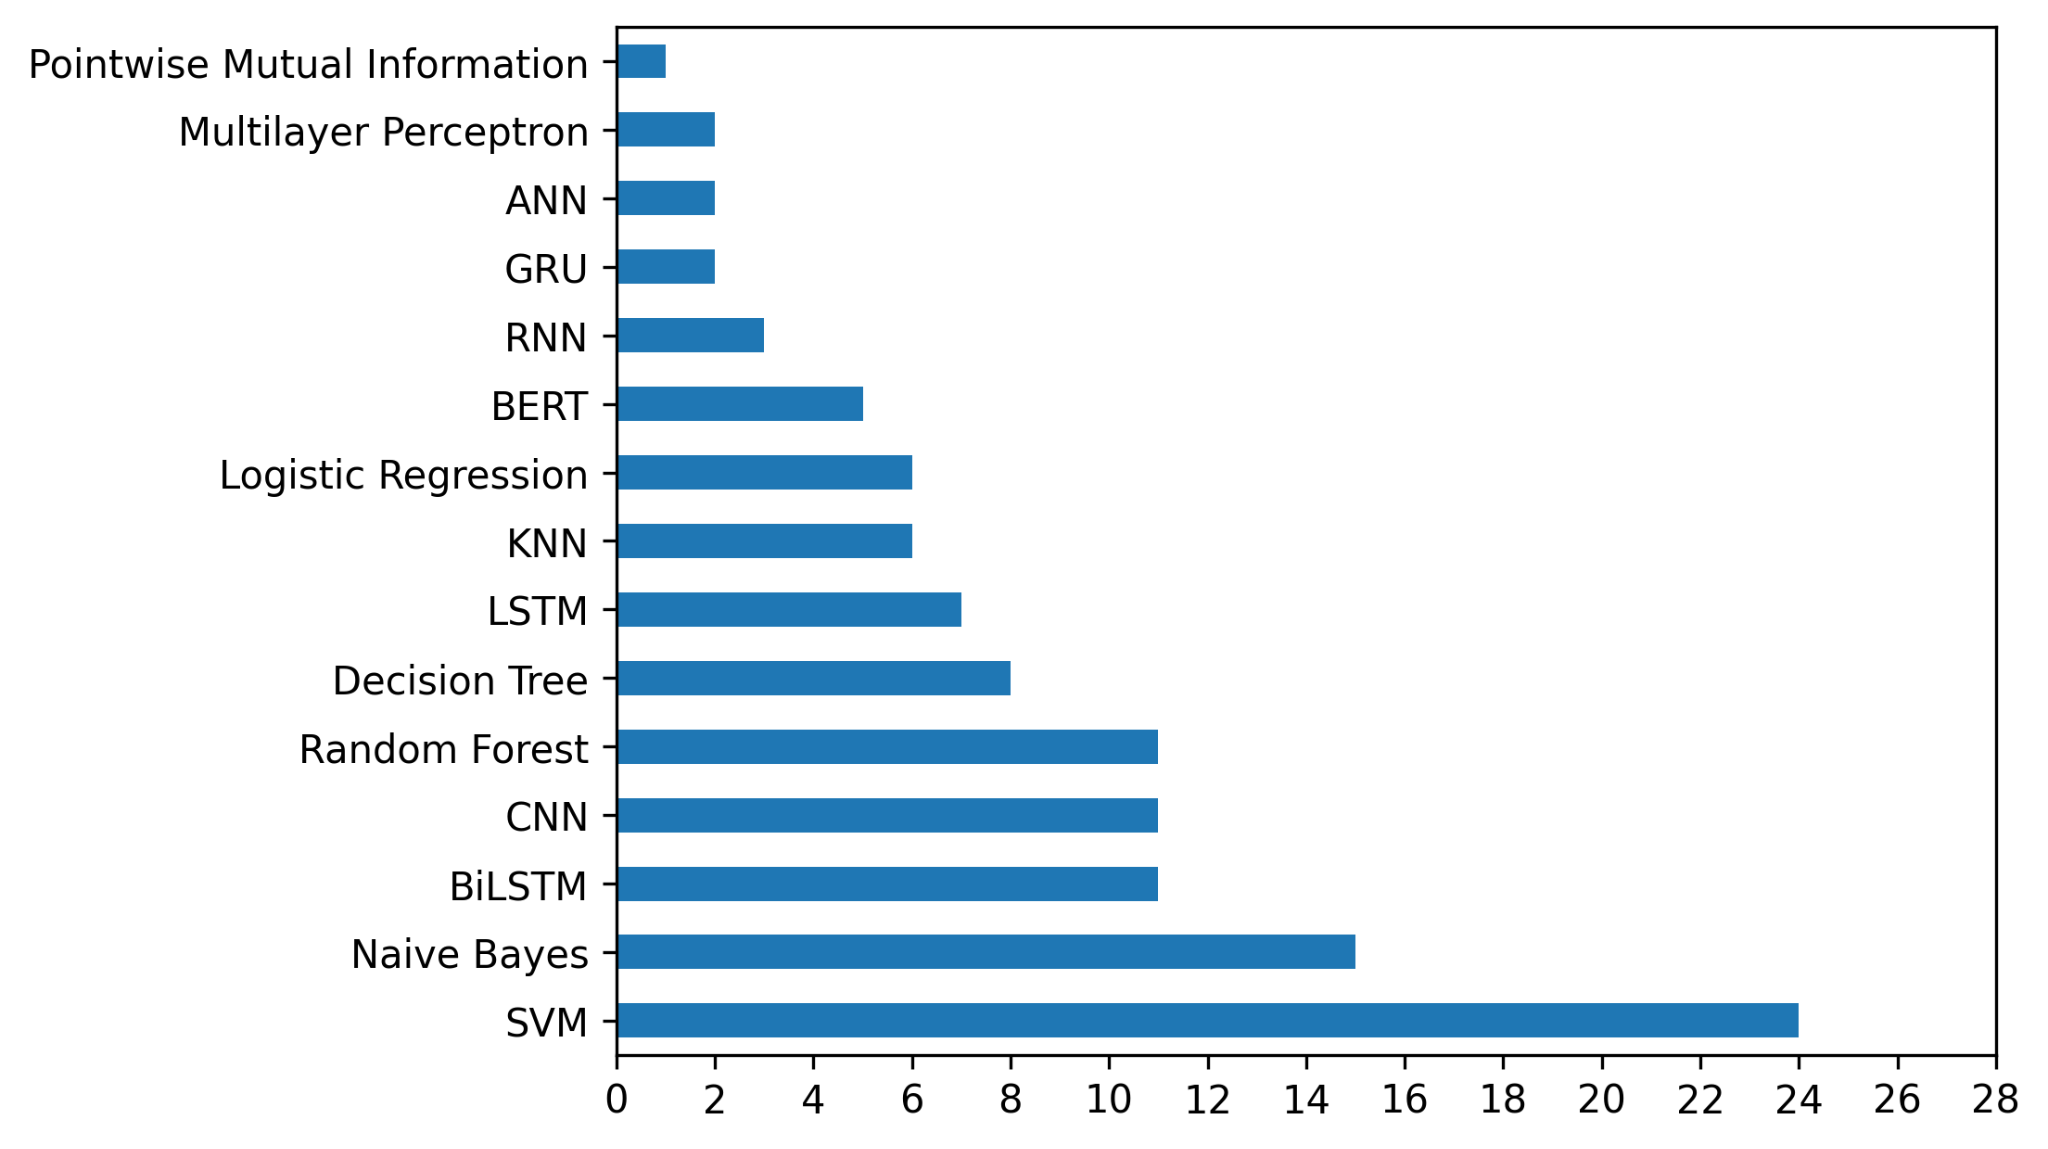 Pointwise Mutual Information
Multilayer Perceptron
ANN
GRU
RNN
BERT
Logistic Regression
KNN
LSTM
Decision Tree
Random Forest
CNN
BiLSTM
Naive Bayes
SVM
0 2 4 6 8 10 12 14 16 18 20 22 24 26 28